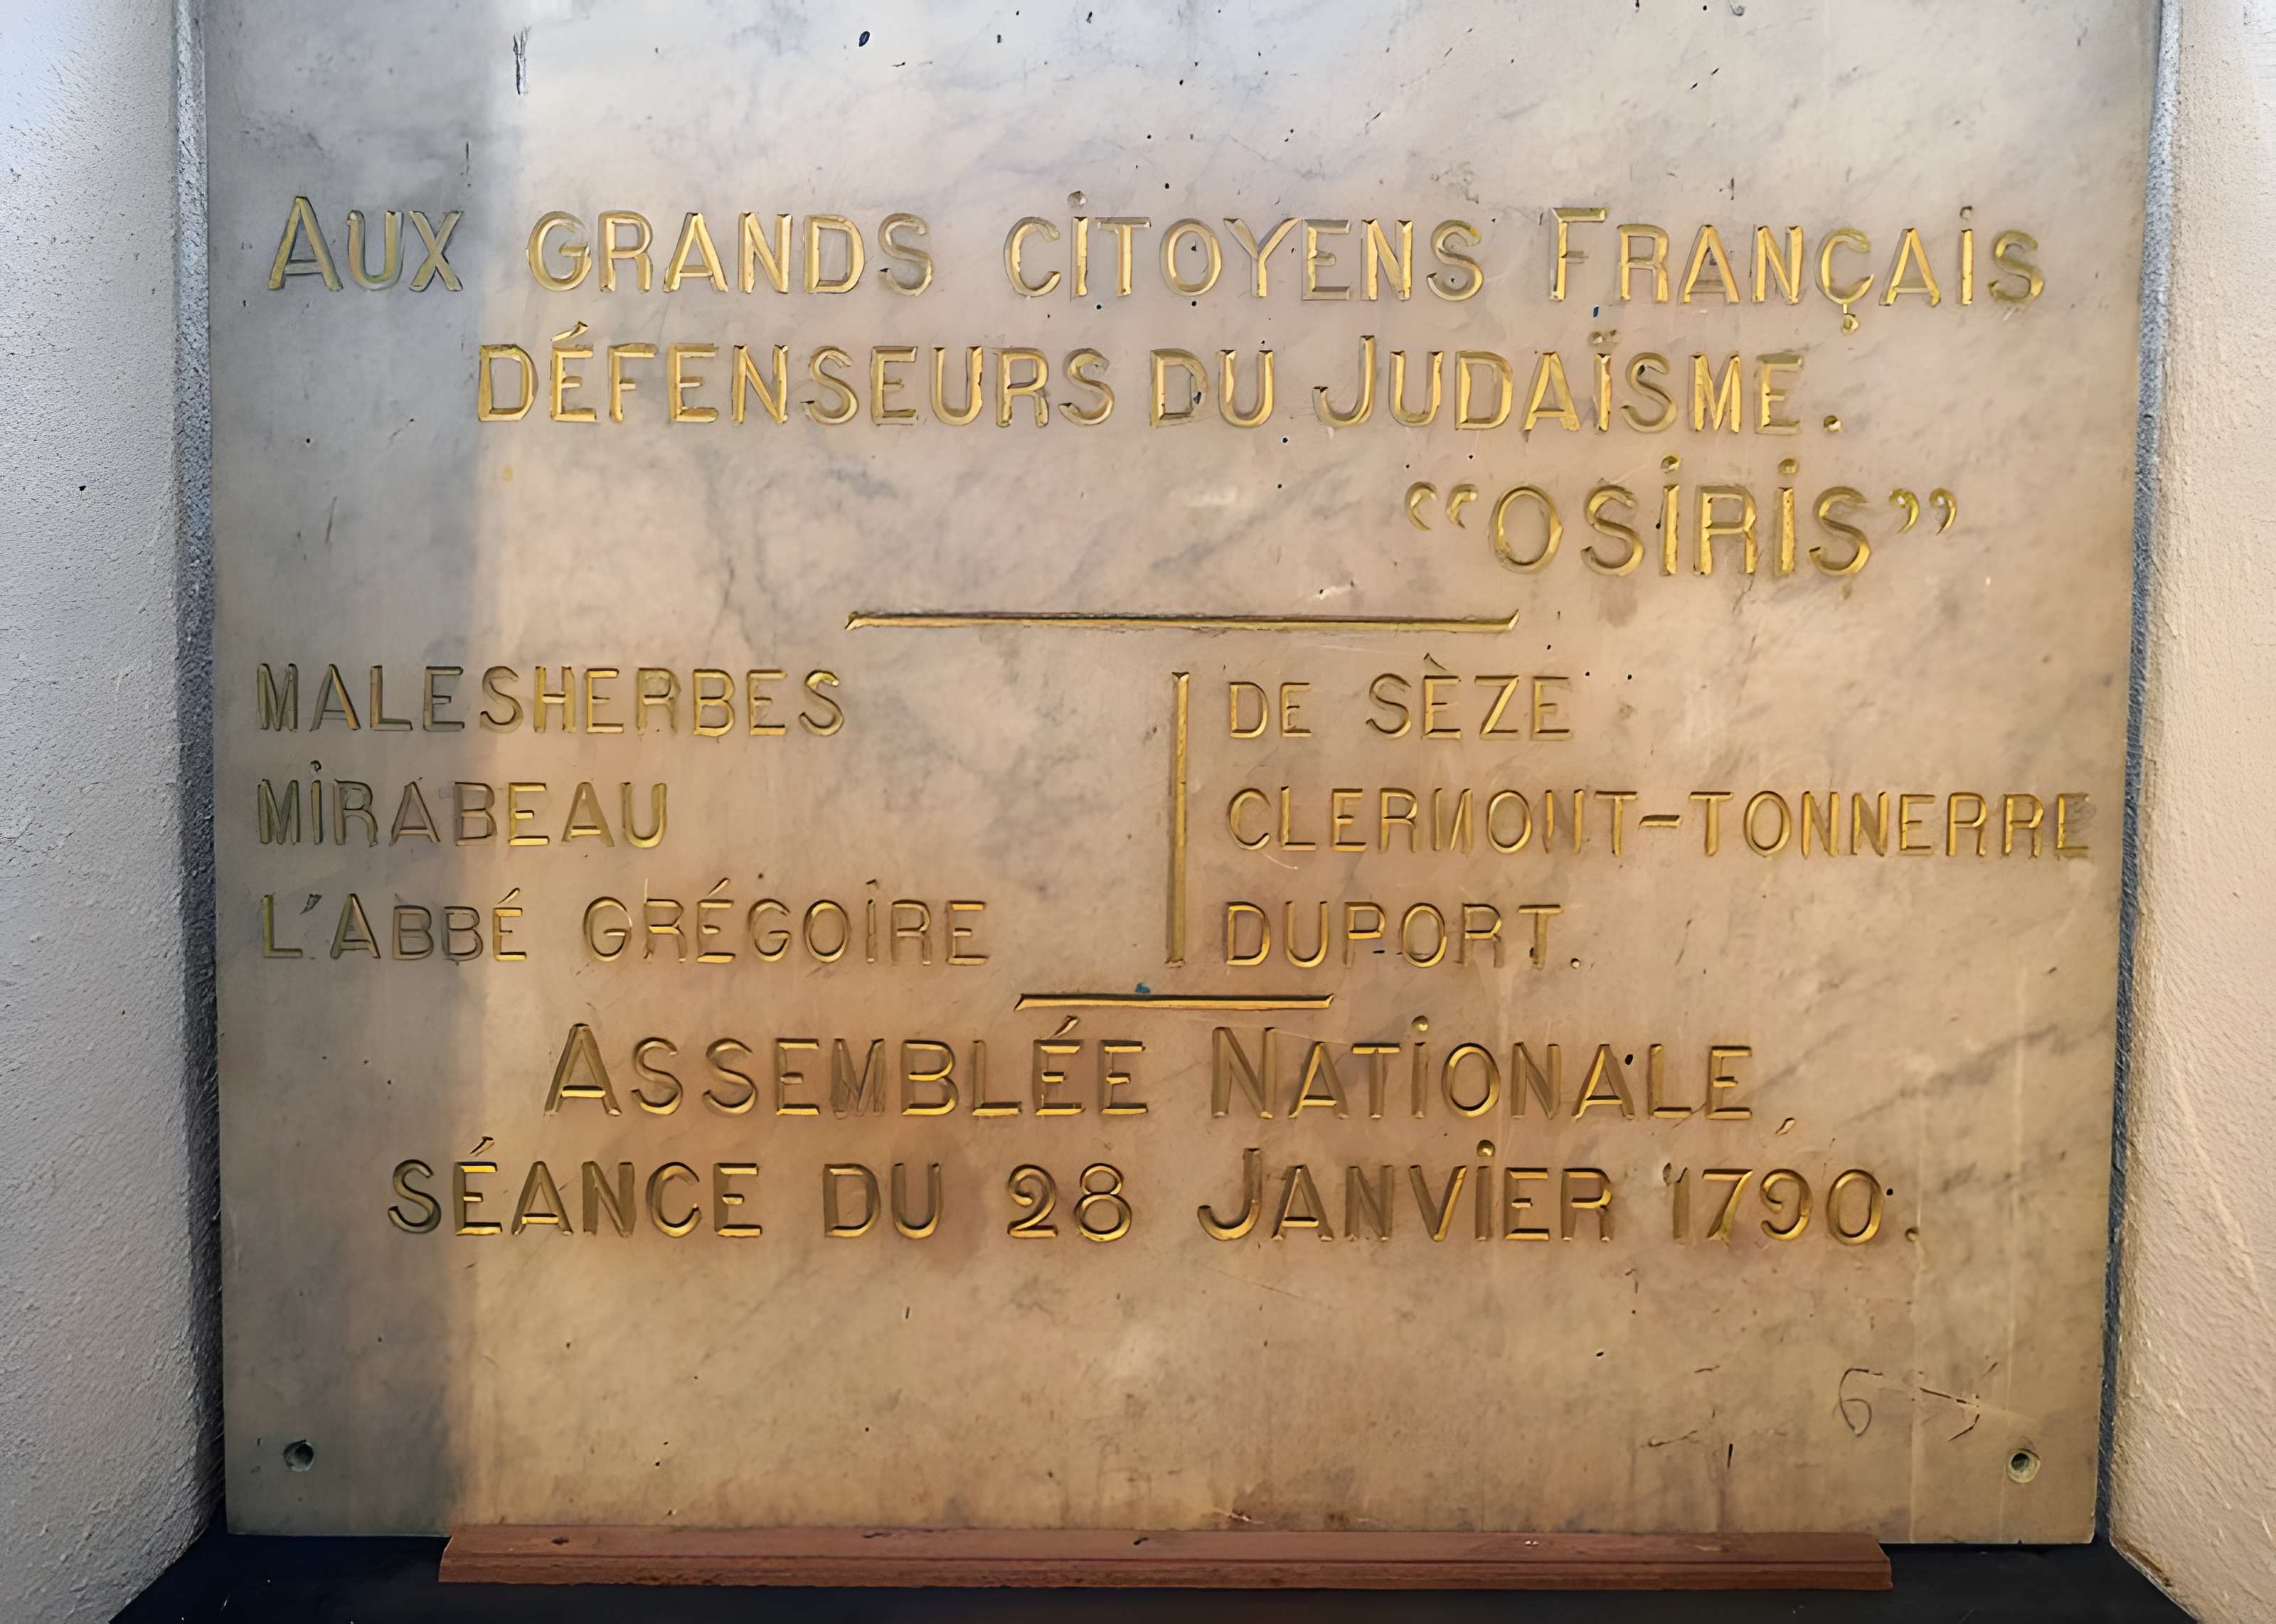 AUX GRANDS CITOYENS FRANÇAIS
DÉFENSEURS DU JUDAÏSME.
“OSIRIS”
MALESHERBES
MIRABEAU
L'ABBÉ GRÉGOIRE
DE SÈZE
CLERMONT-TONNERRE
DUPORT.
ASSEMBLÉE NATIONALE,
SÉANCE DU 28 JANVIER 1790.